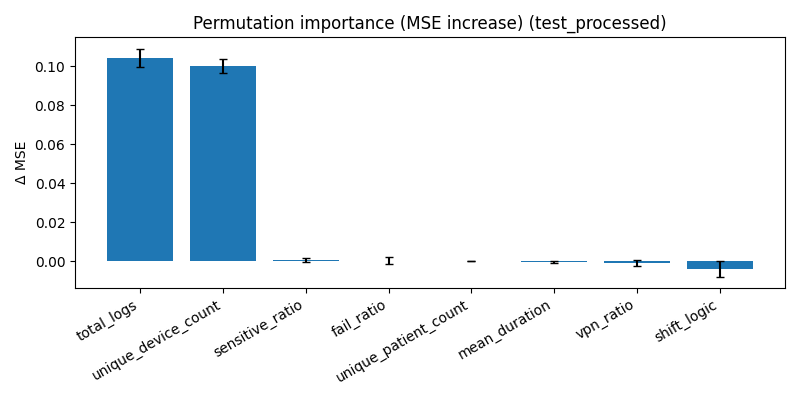 Permutation importance (MSE increase) (test_processed)
Δ MSE
0.10
0.08
0.06
0.04
0.02
0.00
total_logs
unique_device_count
sensitive_ratio
fail_ratio
unique_patient_count
mean_duration
vpn_ratio
shift_logic